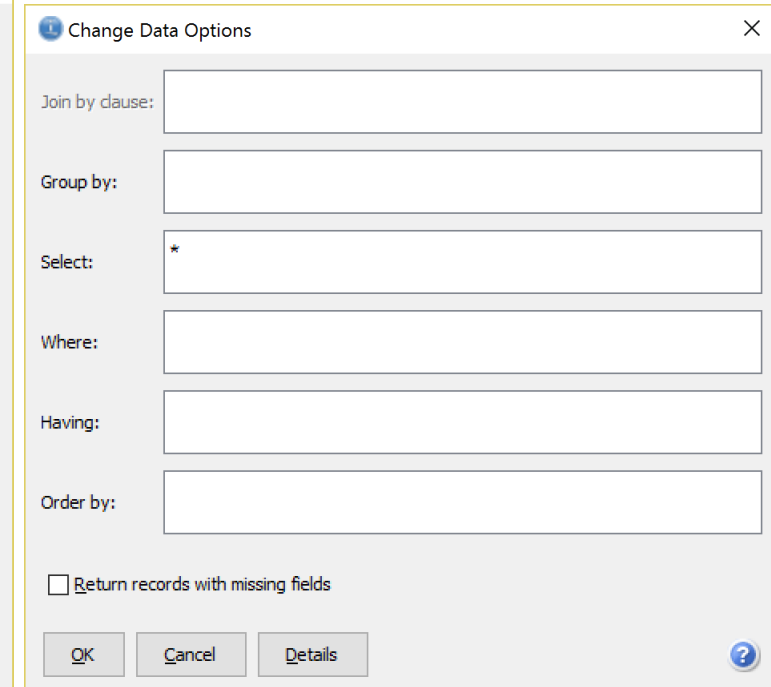 Change Data Options
Join by clause:
Group by:
Select:
*
Where:
Having:
Order by:
Return records with missing fields
OK
Cancel
Details
?